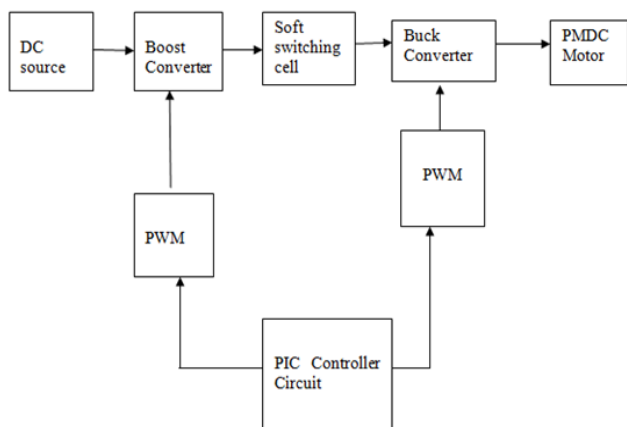 DC
source
Boost
Converter
Soft
switching
cell
Buck
Converter
PMDC
Motor
PWM
PWM
PIC Controller
Circuit